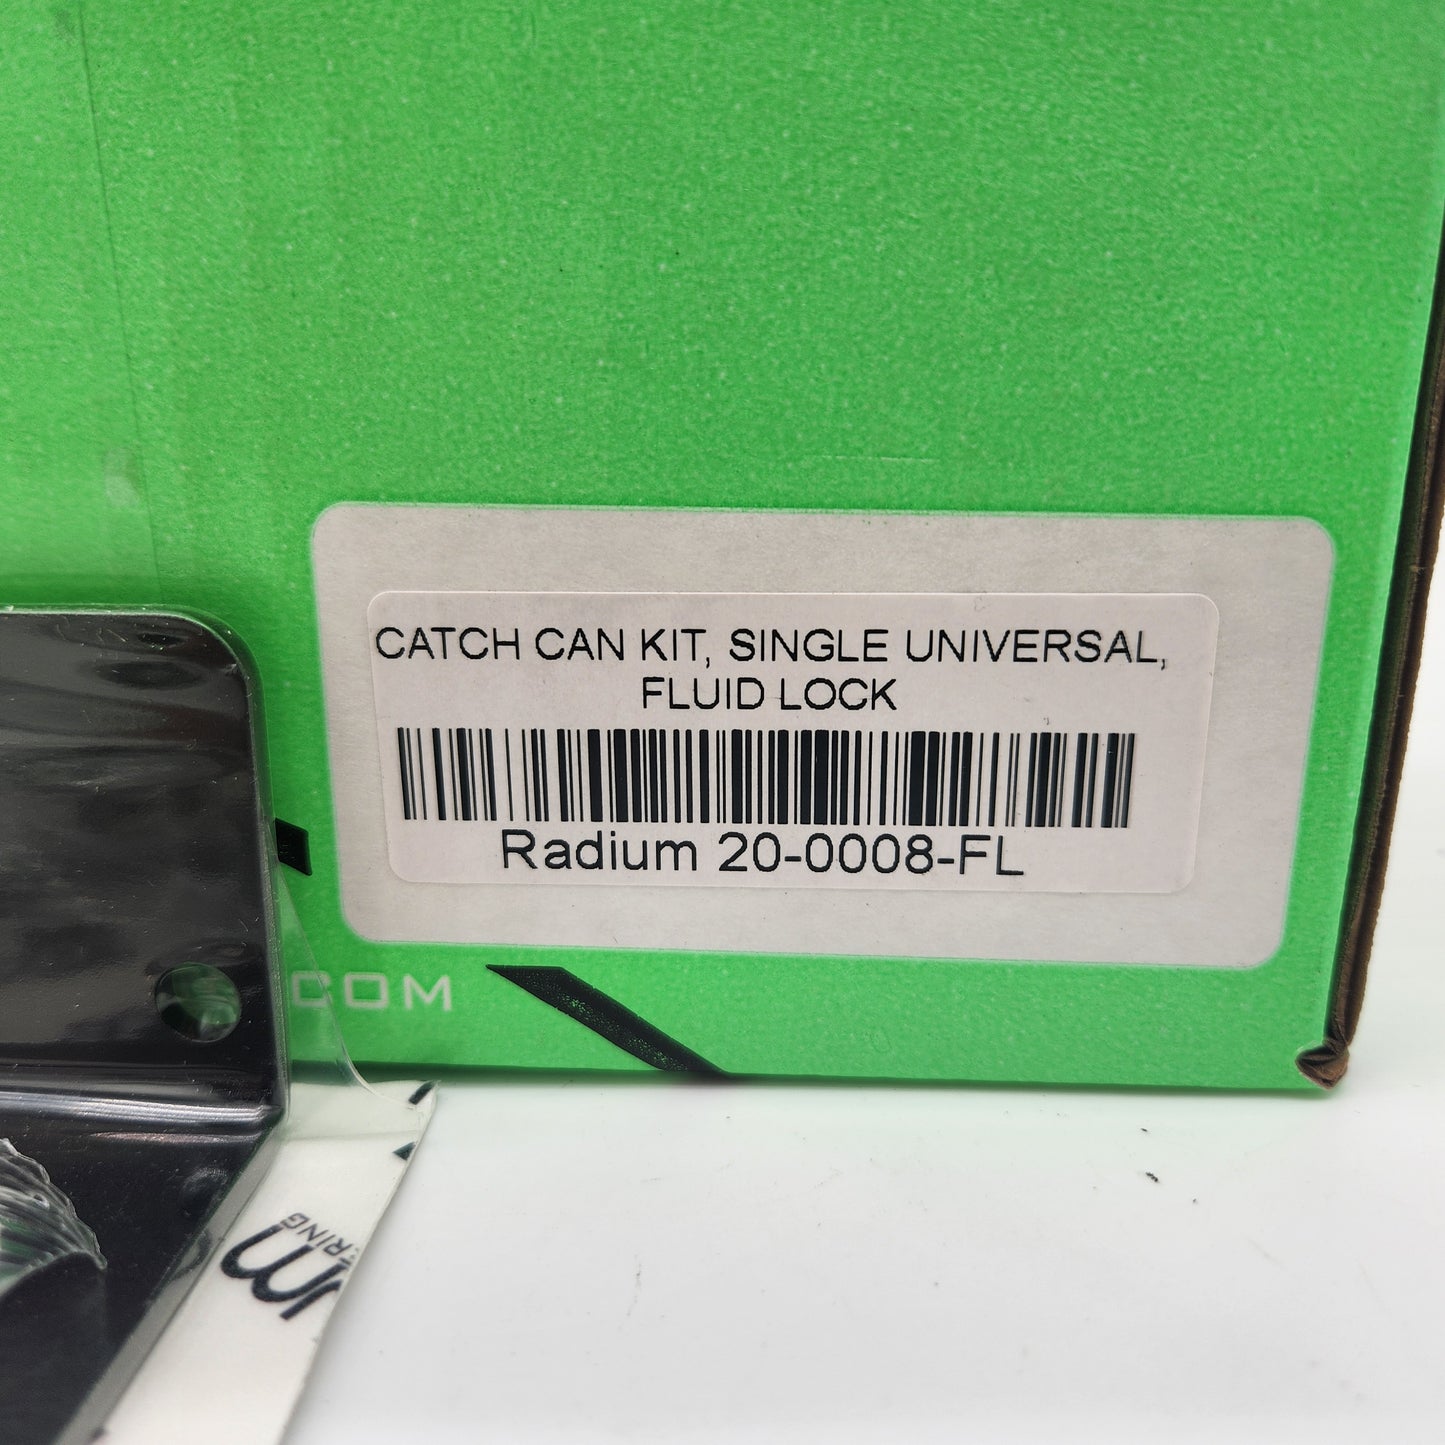 CATCH CAN KIT, SINGLE UNIVERSAL,
FLUID LOCK
Radium 20-0008-FL
COM